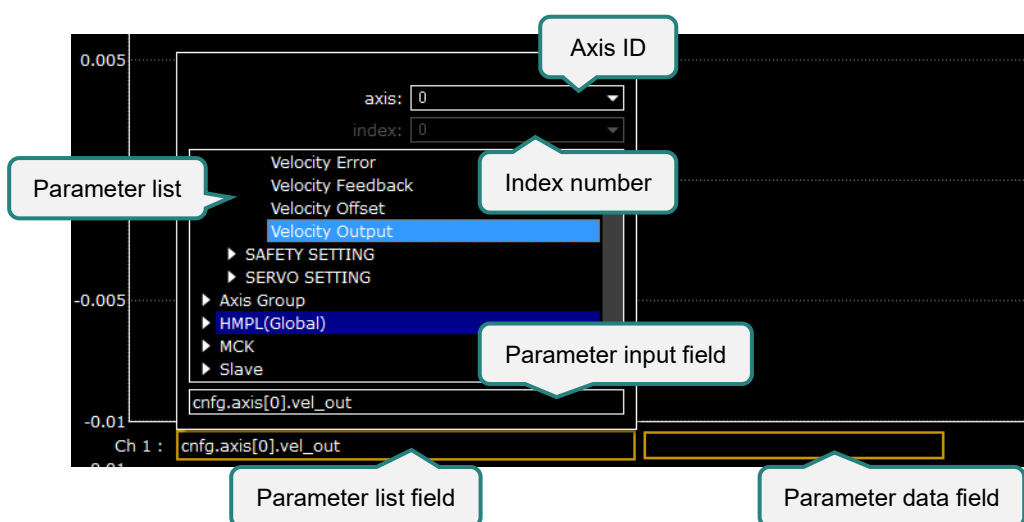 Axis ID
0.005
axis: 0
index: 0
Parameter list
Velocity Error
Velocity Feedback
Velocity Offset
Velocity Output
Index number
SAFETY SETTING
SERVO SETTING
-0.005
Axis Group
HMPL(Global)
MCK
Slave
Parameter input field
cnfg.axis[0].vel_out
-0.01
Ch 1 : cnfg.axis[0].vel_out
Parameter list field
Parameter data field